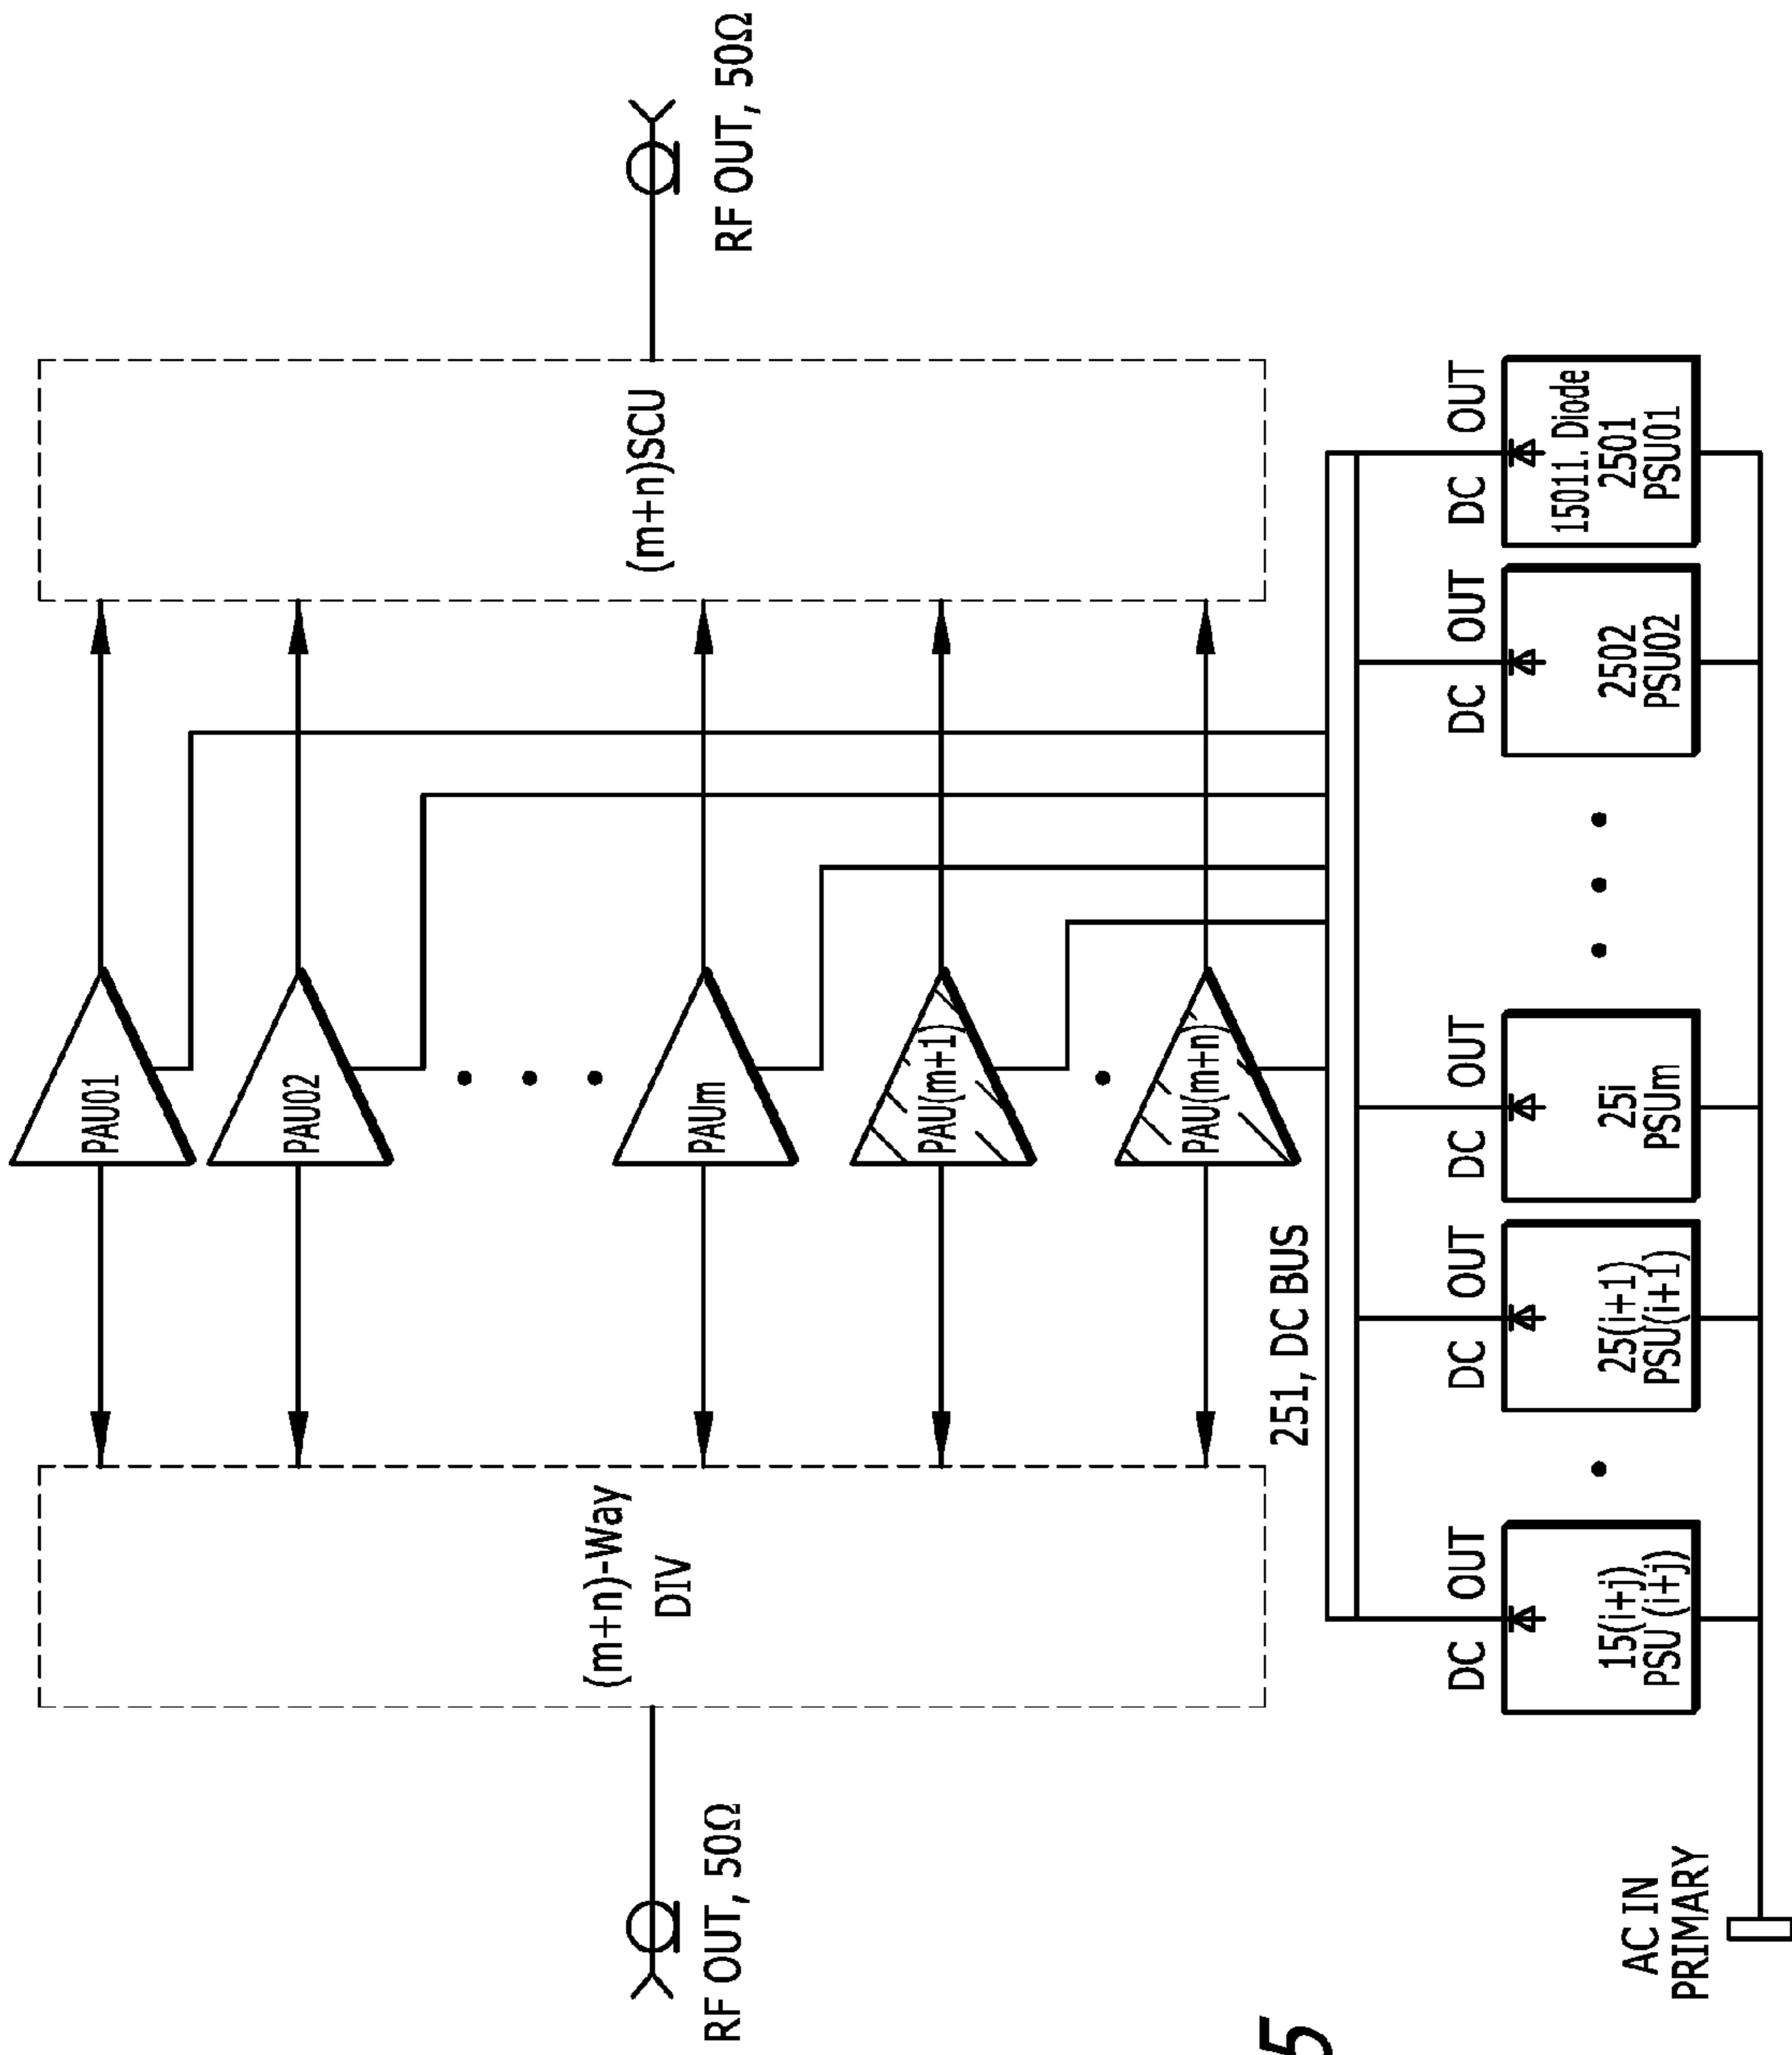 RF OUT, 50Ω
(m+n)-Way
DIV
PAU01
PAU02
PAUm
PAU(m+1)
PAU(m+n)
(m+n)SCU
RF OUT, 50Ω
251, DC BUS
DC OUT
DC OUT
DC OUT
DC OUT
DC OUT
15(i+j)
PSU (i+j)
25(i+1)
PSU(i+1)
25i
PSUm
2502
PSU02
15011. Diode
2501
PSU01
AC IN
PRIMARY
5